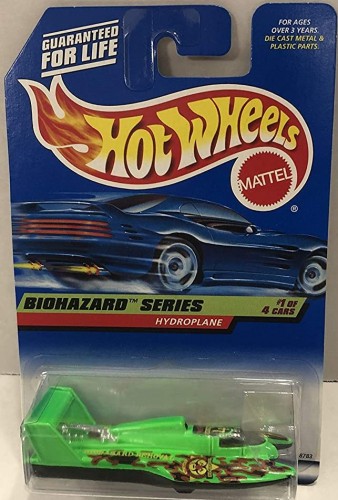 GUARANTEED
FOR LIFE
FOR AGES
OVER 3 YEARS.
DIE CAST METAL &
PLASTIC PARTS.
HOT WHEELS
MATTEL
®
BIOHAZARD™ SERIES
#1 OF
4 CARS
HYDROPLANE